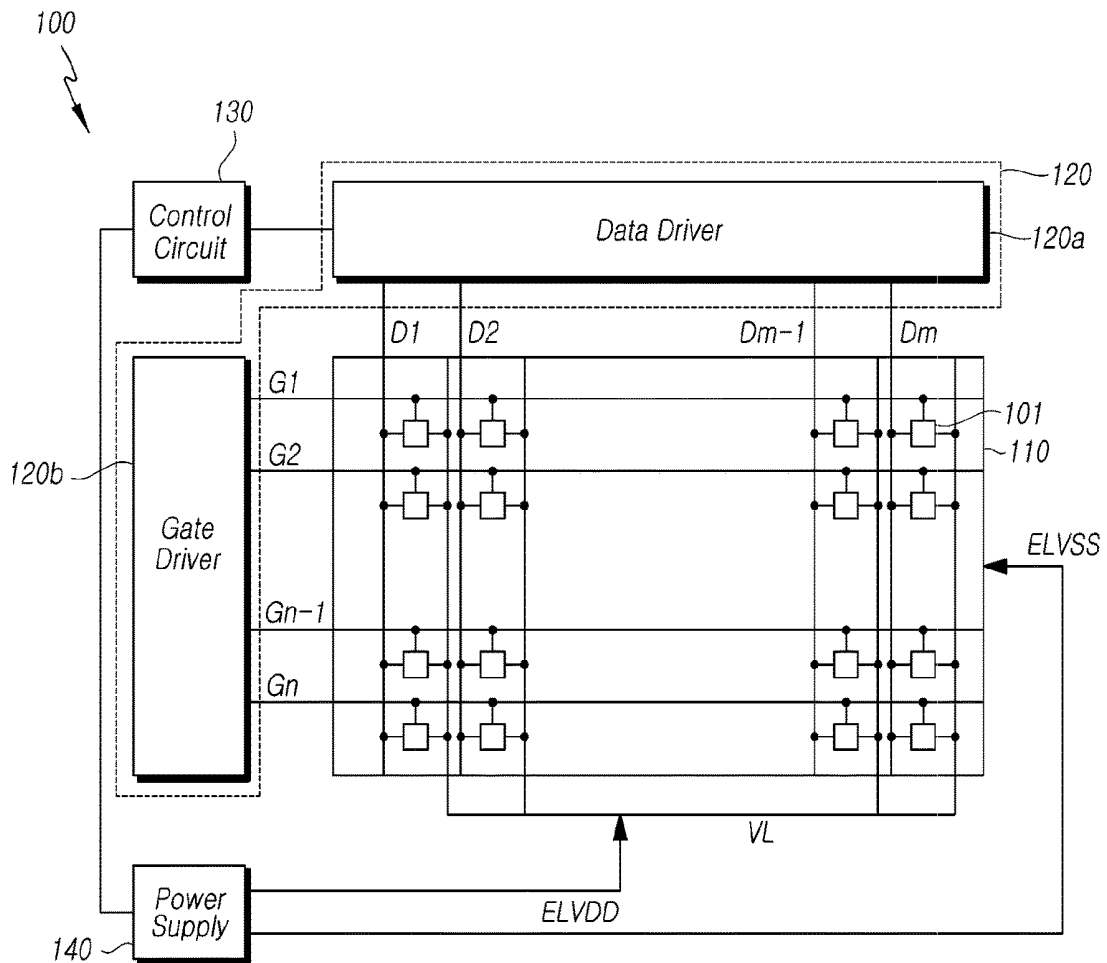 100
130
120
Control
Circuit
Data Driver
120a
D1
D2
Dm-1
Dm
G1
101
G2
110
120b
Gate
Driver
ELVSS
Gn-1
Gn
VL
Power
Supply
ELVDD
140